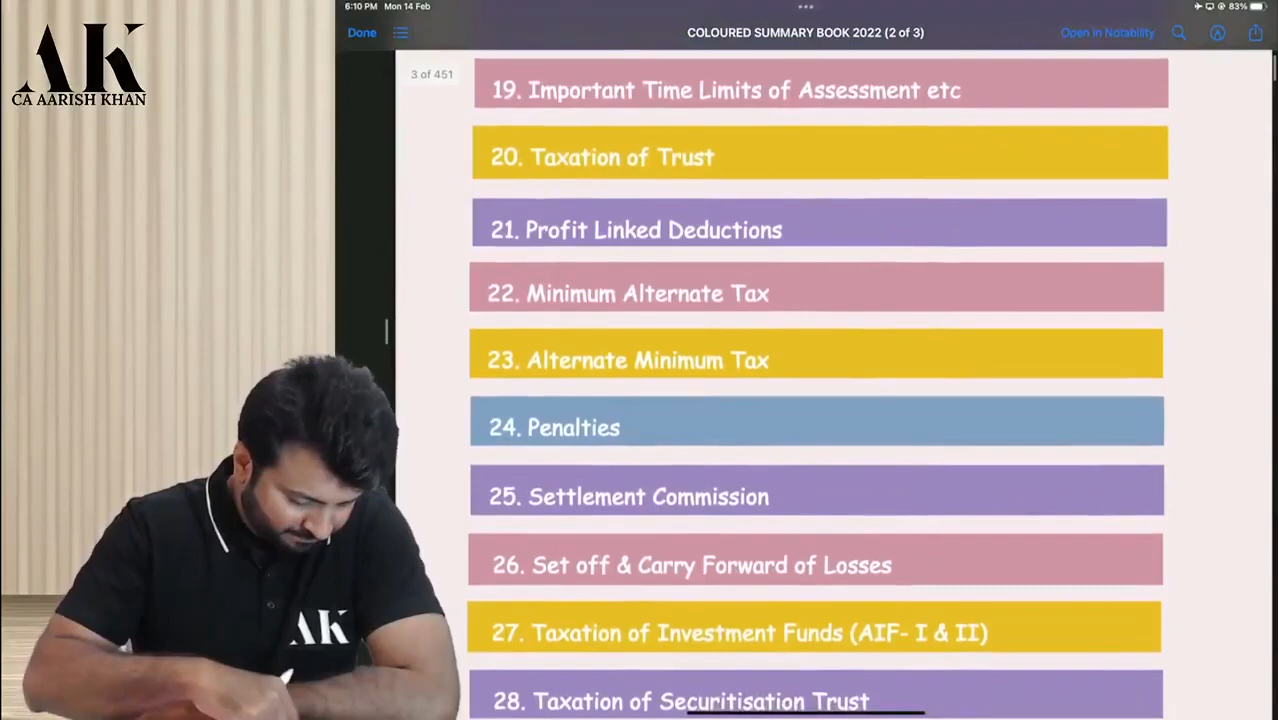 6:10 PM Mon 14 Feb
83%
Done
COLOURED SUMMARY BOOK 2022 (2 of 3)
Open in Notability
AK
CA AARISH KHAN
3 of 451
19. Important Time Limits of Assessment etc
20. Taxation of Trust
21. Profit Linked Deductions
22. Minimum Alternate Tax
23. Alternate Minimum Tax
24. Penalties
25. Settlement Commission
26. Set off & Carry Forward of Losses
27. Taxation of Investment Funds (AIF- I & II)
28. Taxation of Securitisation Trust
AK